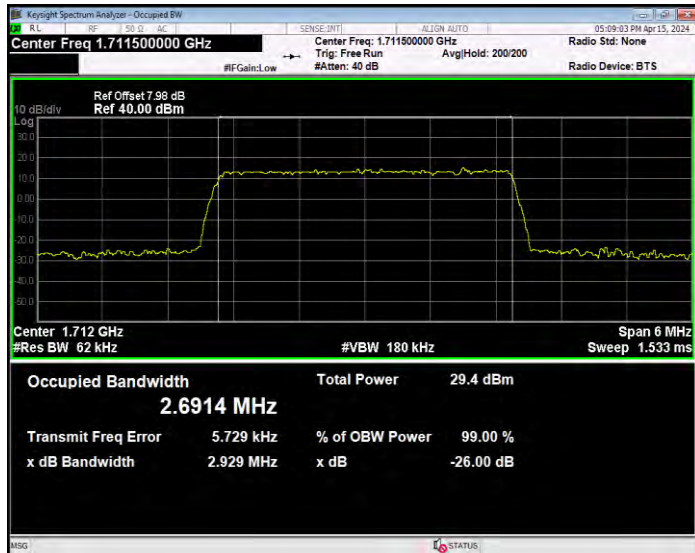 Keysight Spectrum Analyzer - Occupied BW
RL RF 50 Ω AC SENSE:INT ALIGN AUTO 05:09:03 PM Apr 15, 2024
Center Freq 1.711500000 GHz Center Freq: 1.711500000 GHz Radio Std: None
Trig: Free Run Avg|Hold: 200/200
#IFGain:Low #Atten: 40 dB Radio Device: BTS
Ref Offset 7.98 dB
10 dB/div Ref 40.00 dBm
Log
30.0
20.0
10.0
0.00
-10.0
-20.0
-30.0
-40.0
-50.0
Center 1.712 GHz Span 6 MHz
#Res BW 62 kHz #VBW 180 kHz Sweep 1.533 ms
Occupied Bandwidth Total Power 29.4 dBm
2.6914 MHz
Transmit Freq Error 5.729 kHz % of OBW Power 99.00 %
x dB Bandwidth 2.929 MHz x dB -26.00 dB
MSG STATUS